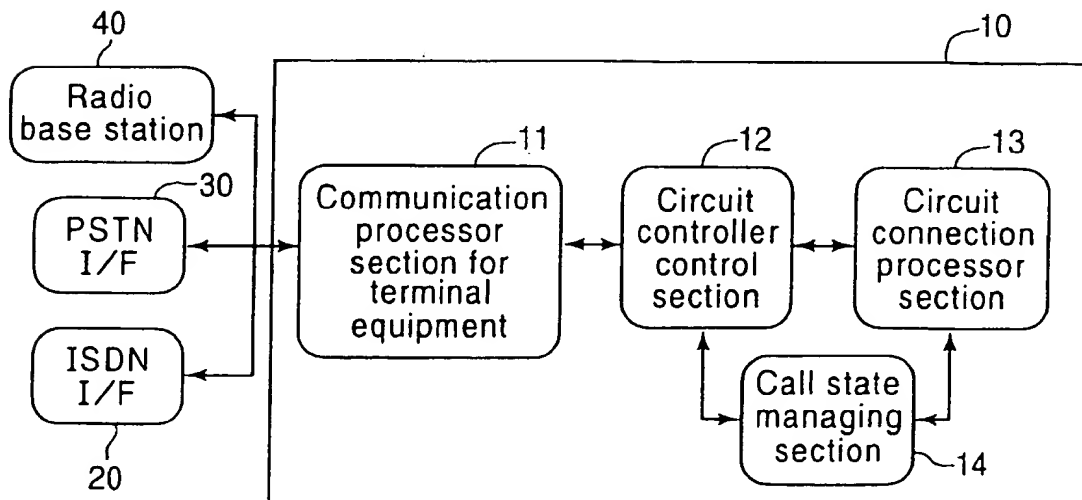 40
Radio
base station
30
PSTN
I/F
ISDN
I/F
20
10
11
Communication
processor
section for
terminal
equipment
12
Circuit
controller
control
section
13
Circuit
connection
processor
section
Call state
managing
section
14